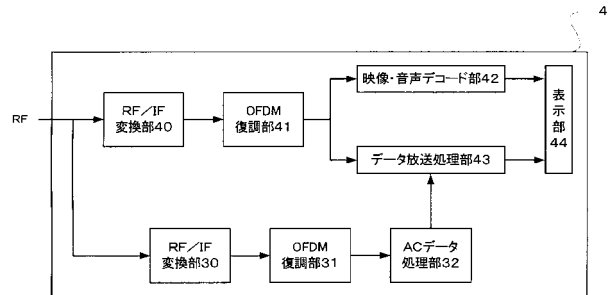 4
映像・音声デコード部42
RF
RF／IF
変換部40
OFDM
復調部41
表
示
部
44
データ放送処理部43
RF／IF
変換部30
OFDM
復調部31
ACデータ
処理部32